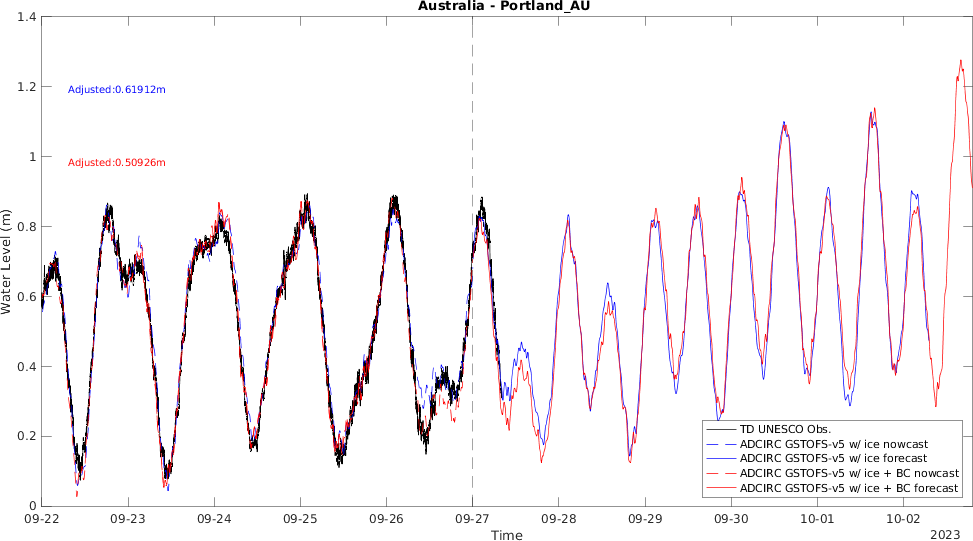 Australia - Portland_AU
1.4
1.2
1
0.8
0.6
0.4
0.2
0
Water Level (m)
Adjusted:0.61912m
Adjusted:0.50926m
TD UNESCO Obs.
ADCIRC GSTOFS-v5 w/ ice nowcast
ADCIRC GSTOFS-v5 w/ ice forecast
ADCIRC GSTOFS-v5 w/ ice + BC nowcast
ADCIRC GSTOFS-v5 w/ ice + BC forecast
09-22 09-23 09-24 09-25 09-26 09-27 09-28 09-29 09-30 10-01 10-02
Time
2023